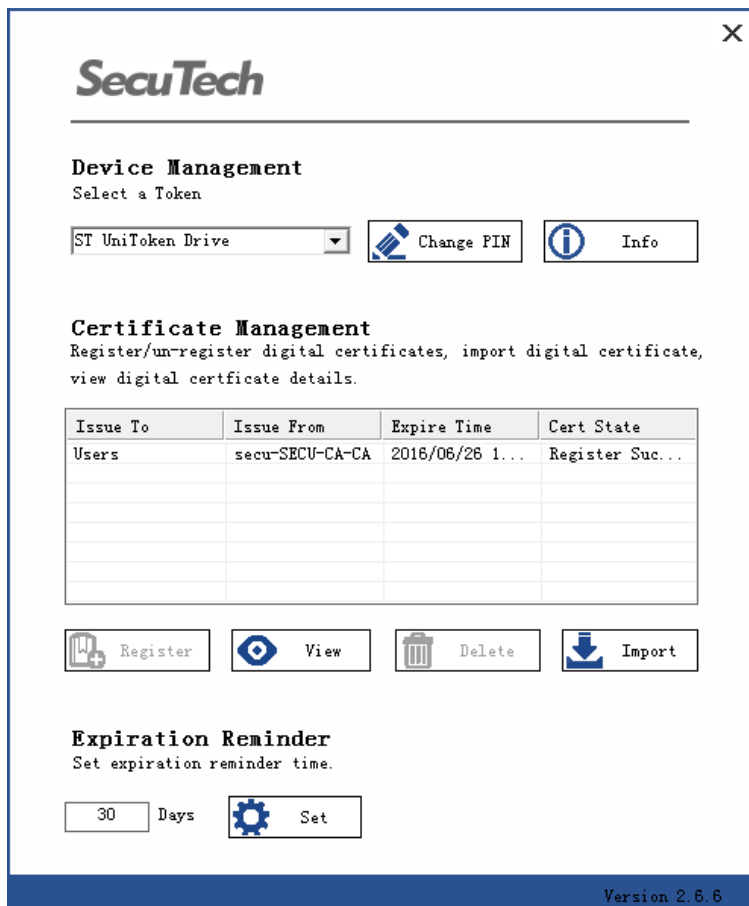 SecuTech
Device Management
Select a Token
ST UniToken Drive Change PIN Info
Certificate Management
Register/un-register digital certificates, import digital certificate,
view digital certficate details.
Issue To Issue From Expire Time Cert State
Users secu-SECU-CA-CA 2016/06/26 1... Register Suc...
Register View Delete Import
Expiration Reminder
Set expiration reminder time.
30 Days Set
Version 2.6.6